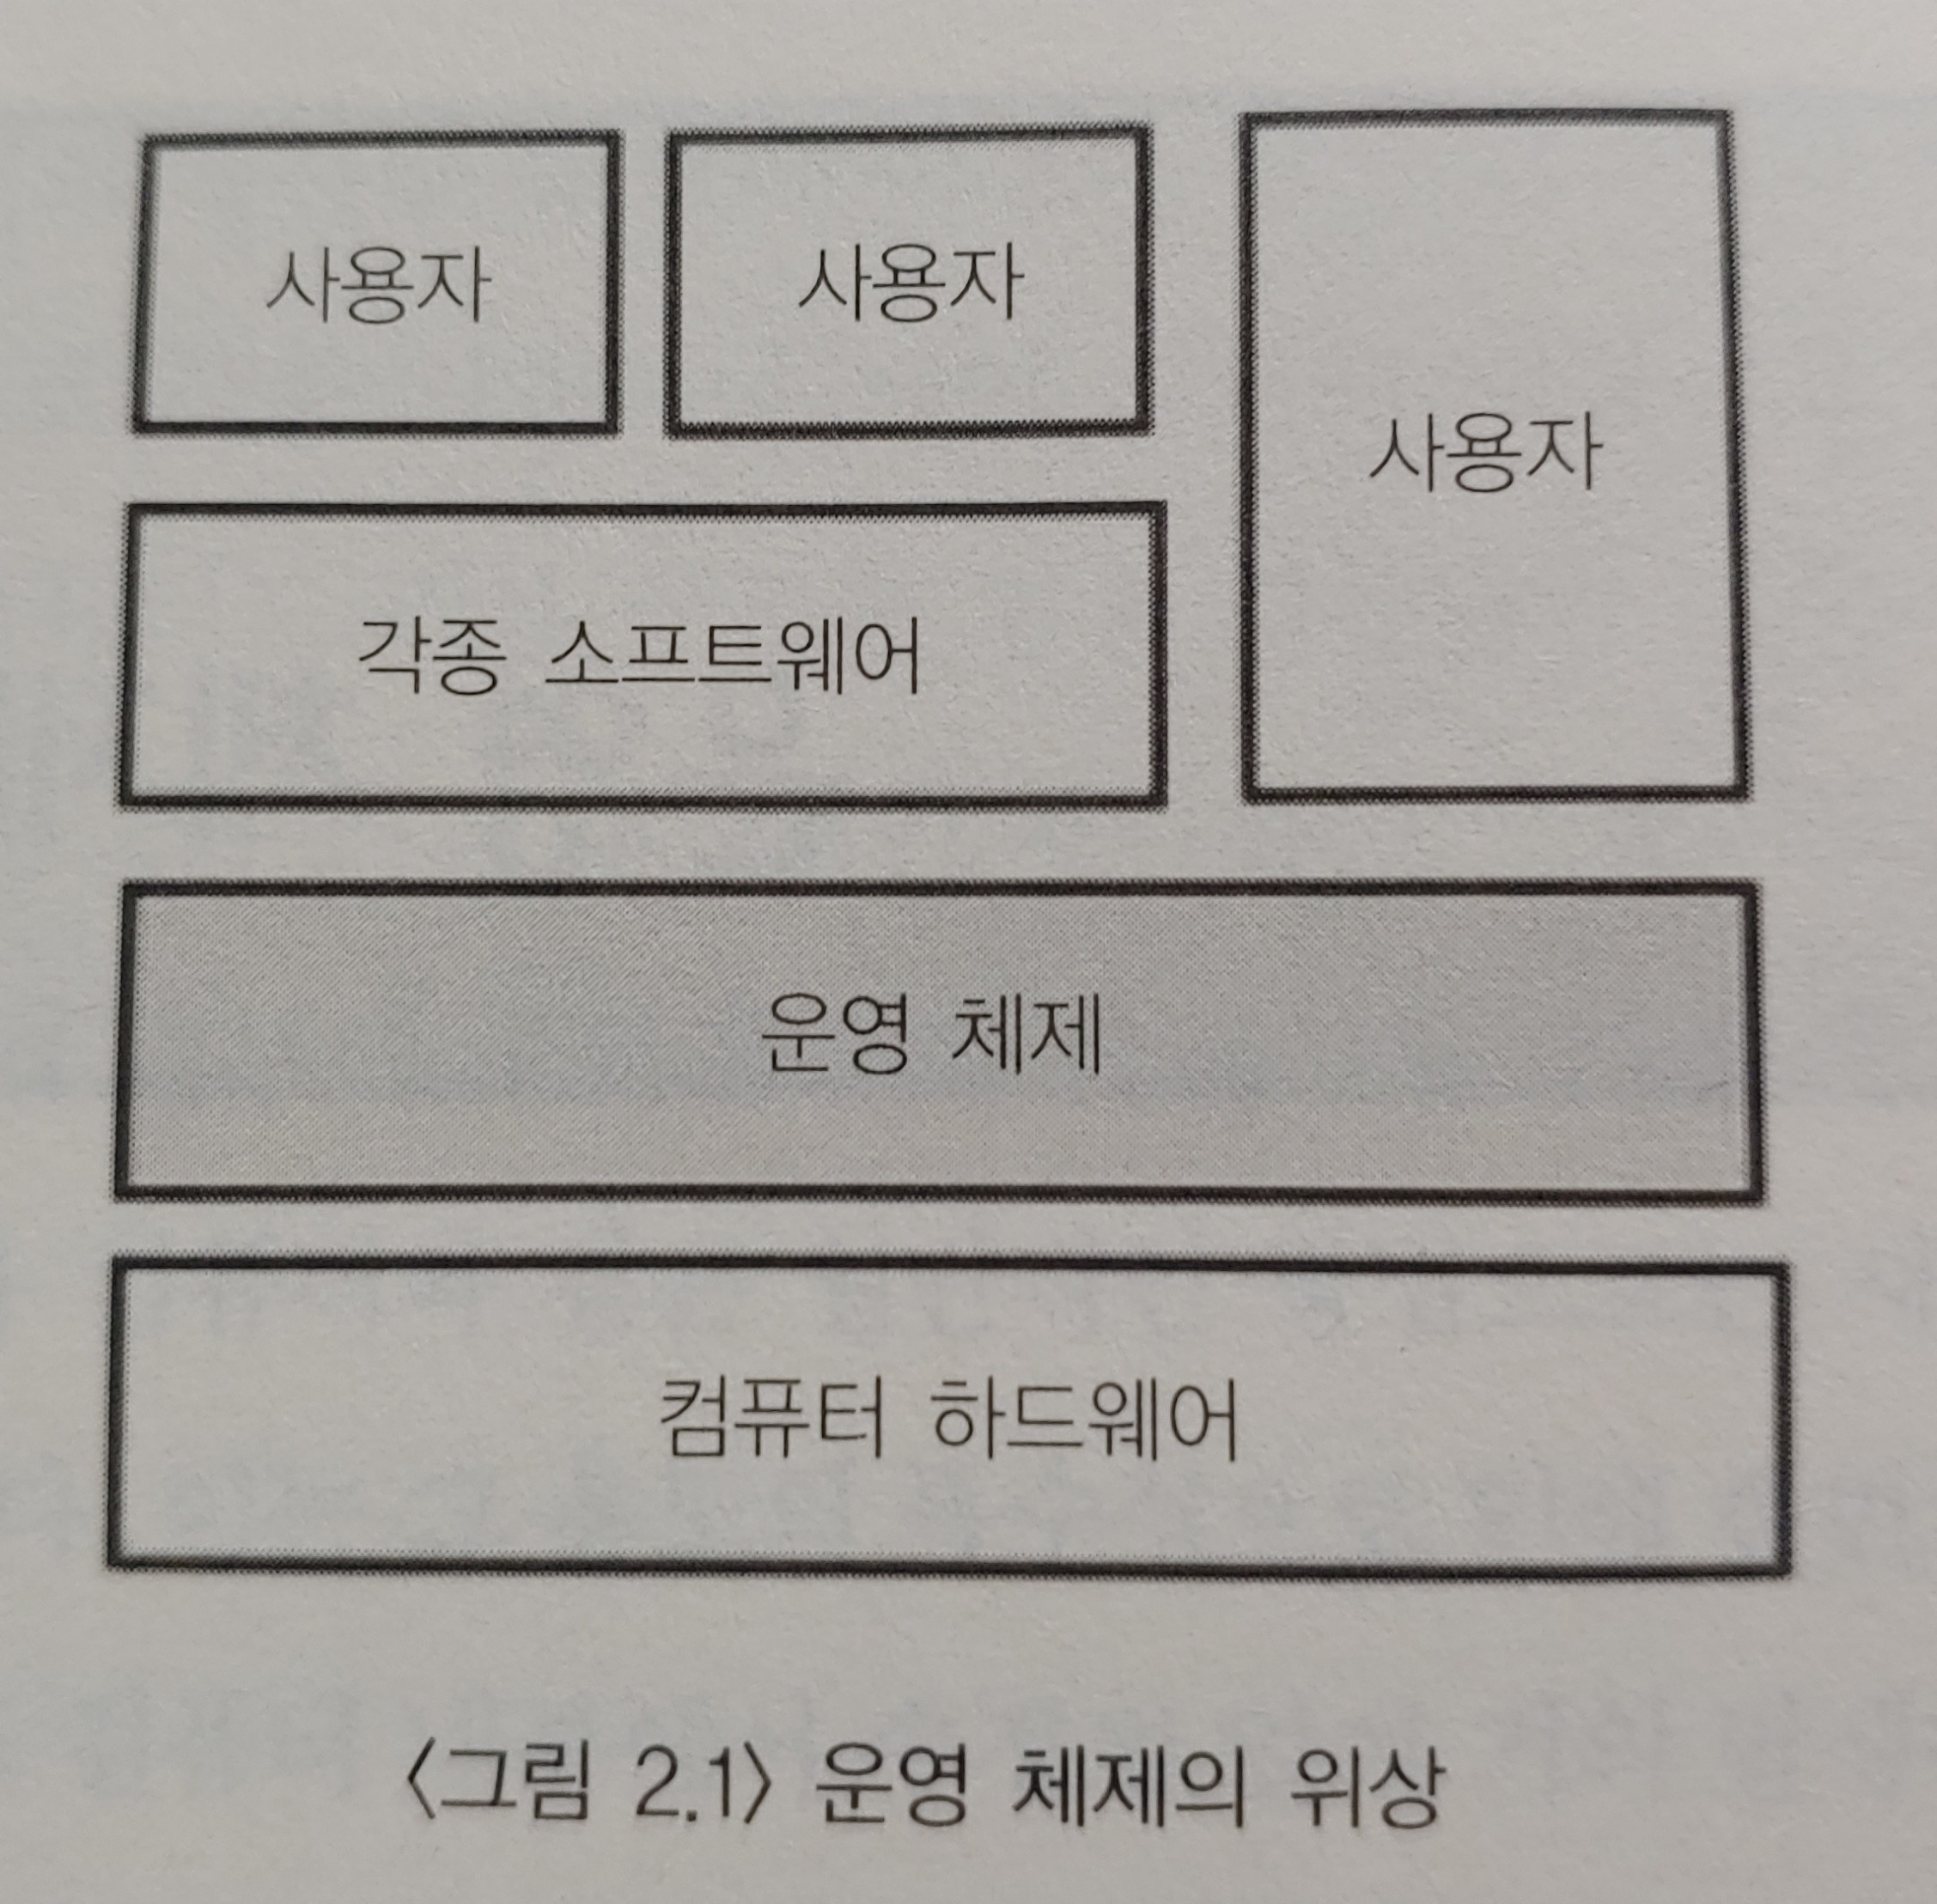 사용자
사용자
사용자
각종 소프트웨어
운영 체제
컴퓨터 하드웨어
〈그림 2.1〉 운영 체제의 위상